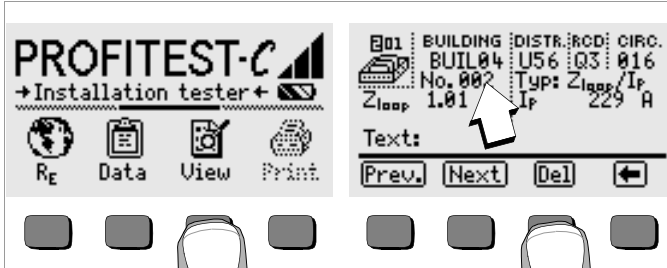 PROFITEST-C
→Installation tester←
RE Data View Print
201 BUILDING DISTR. RCD CIRC.
BUIL04 U56 Q3 016
No. 002 Typ: Zloop/IP
Zloop 1.01 IP 229 A
Text:
Prev. Next Del ←